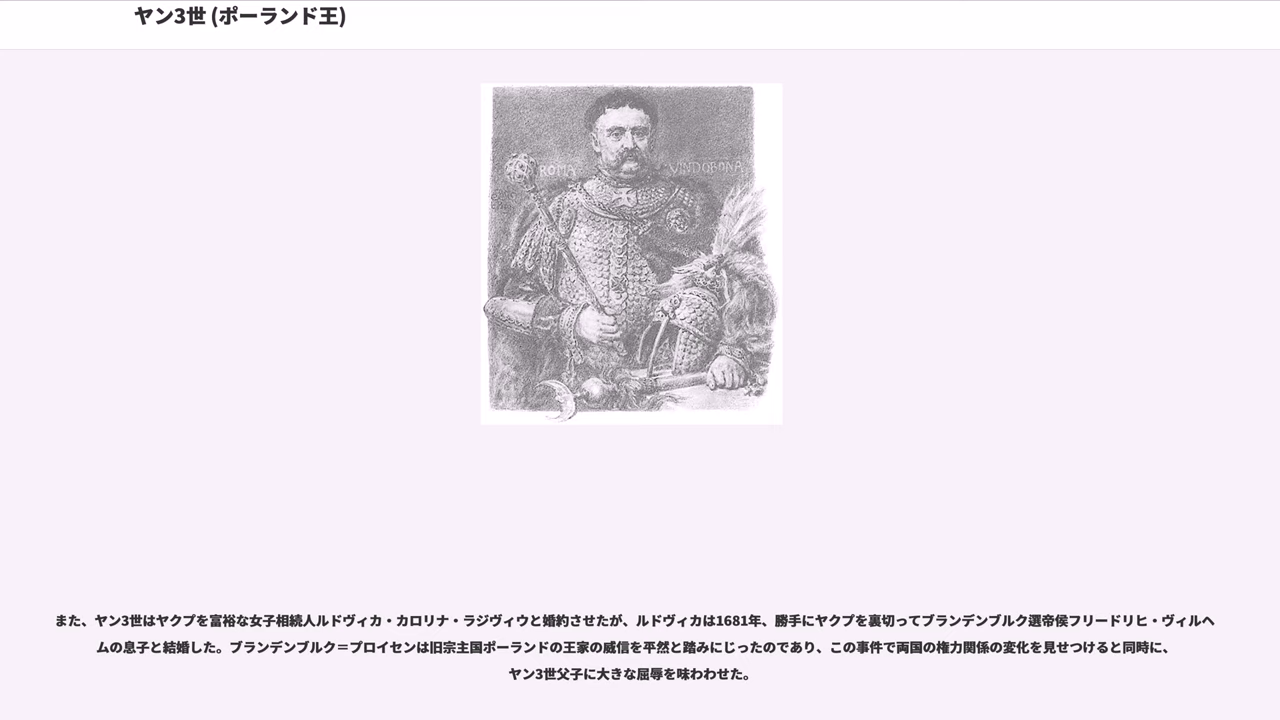 ヤン3世 (ポーランド王)
ROMA
VINDOBONA
また、ヤン3世はヤクプを富裕な女子相続人ルドヴィカ・カロリナ・ラジヴィウと婚約させたが、ルドヴィカは1681年、勝手にヤクプを裏切ってブランデンブルク選帝侯フリードリヒ・ヴィルヘ
ムの息子と結婚した。ブランデンブルク＝プロイセンは旧宗主国ポーランドの王家の威信を平然と踏みにじったのであり、この事件で両国の権力関係の変化を見せつけると同時に、
ヤン3世父子に大きな屈辱を味わわせた。